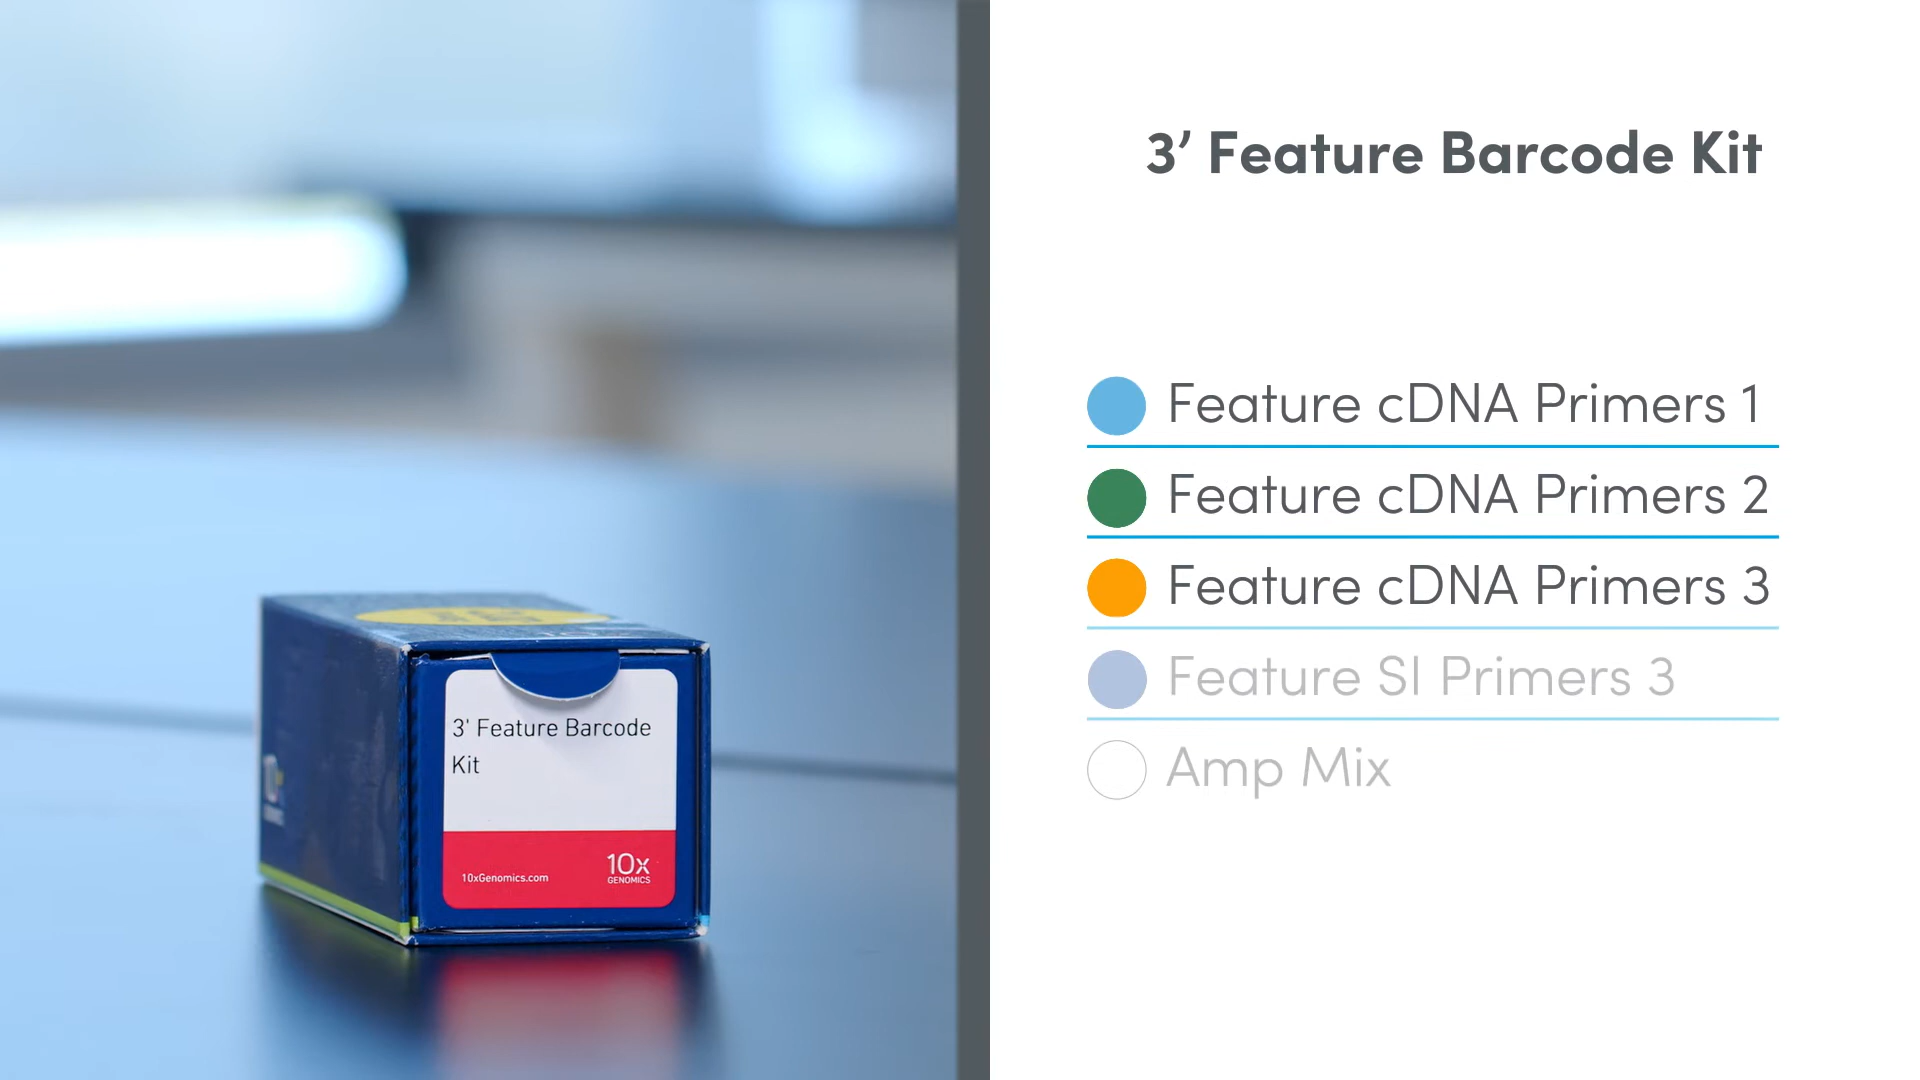 3’ Feature Barcode Kit
Feature cDNA Primers 1
Feature cDNA Primers 2
Feature cDNA Primers 3
Feature SI Primers 3
Amp Mix
3' Feature Barcode
Kit
10xGenomics.com
10x
GENOMICS